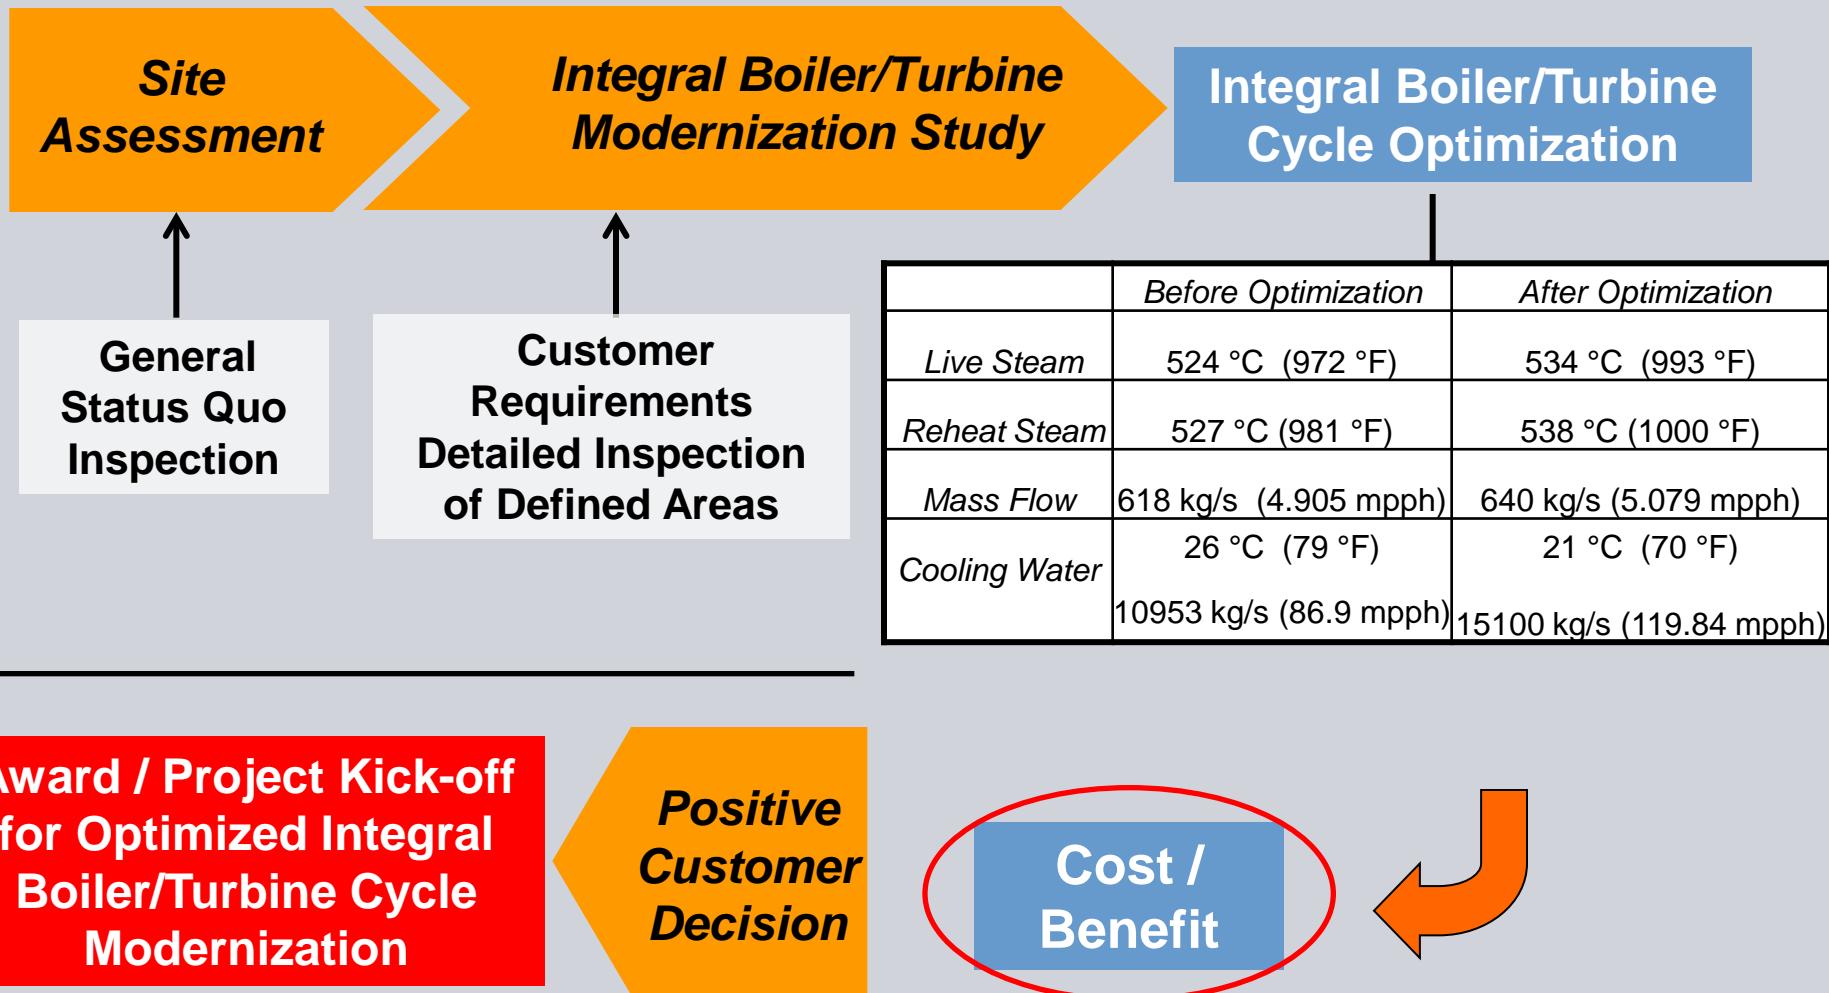 Site
Assessment
Integral Boiler/Turbine
Modernization Study
Integral Boiler/Turbine
Cycle Optimization
General
Status Quo
Inspection
Customer
Requirements
Detailed Inspection
of Defined Areas
Before Optimization After Optimization
Live Steam 524 °C (972 °F) 534 °C (993 °F)
Reheat Steam 527 °C (981 °F) 538 °C (1000 °F)
Mass Flow 618 kg/s (4.905 mpph) 640 kg/s (5.079 mpph)
Cooling Water 26 °C (79 °F) 21 °C (70 °F)
10953 kg/s (86.9 mpph) 15100 kg/s (119.84 mpph)
Award / Project Kick-off
for Optimized Integral
Boiler/Turbine Cycle
Modernization
Positive
Customer
Decision
Cost /
Benefit